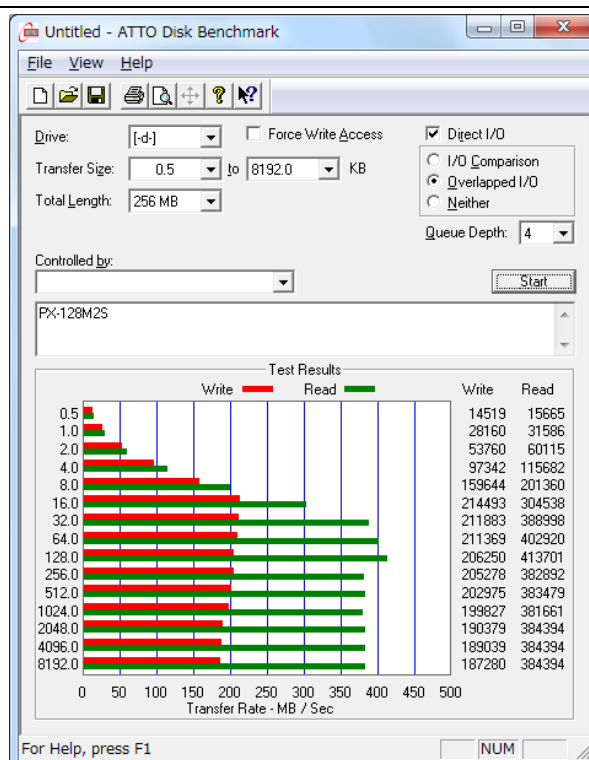 Untitled - ATTO Disk Benchmark
File View Help
Drive: [-d-] Force Write Access Direct I/O
Transfer Size: 0.5 to 8192.0 KB I/O Comparison
Overlapped I/O
Total Length: 256 MB Neither
Queue Depth: 4
Controlled by:
Start
PX-128M2S
Test Results
Write Read Write Read
0.5 14519 15665
1.0 28160 31586
2.0 53760 60115
4.0 97342 115682
8.0 159644 201360
16.0 214493 304538
32.0 211883 388998
64.0 211369 402920
128.0 206250 413701
256.0 205278 382892
512.0 202975 383479
1024.0 199827 381661
2048.0 190379 384394
4096.0 189039 384394
8192.0 187280 384394
0 50 100 150 200 250 300 350 400 450 500
Transfer Rate - MB / Sec
For Help, press F1 NUM